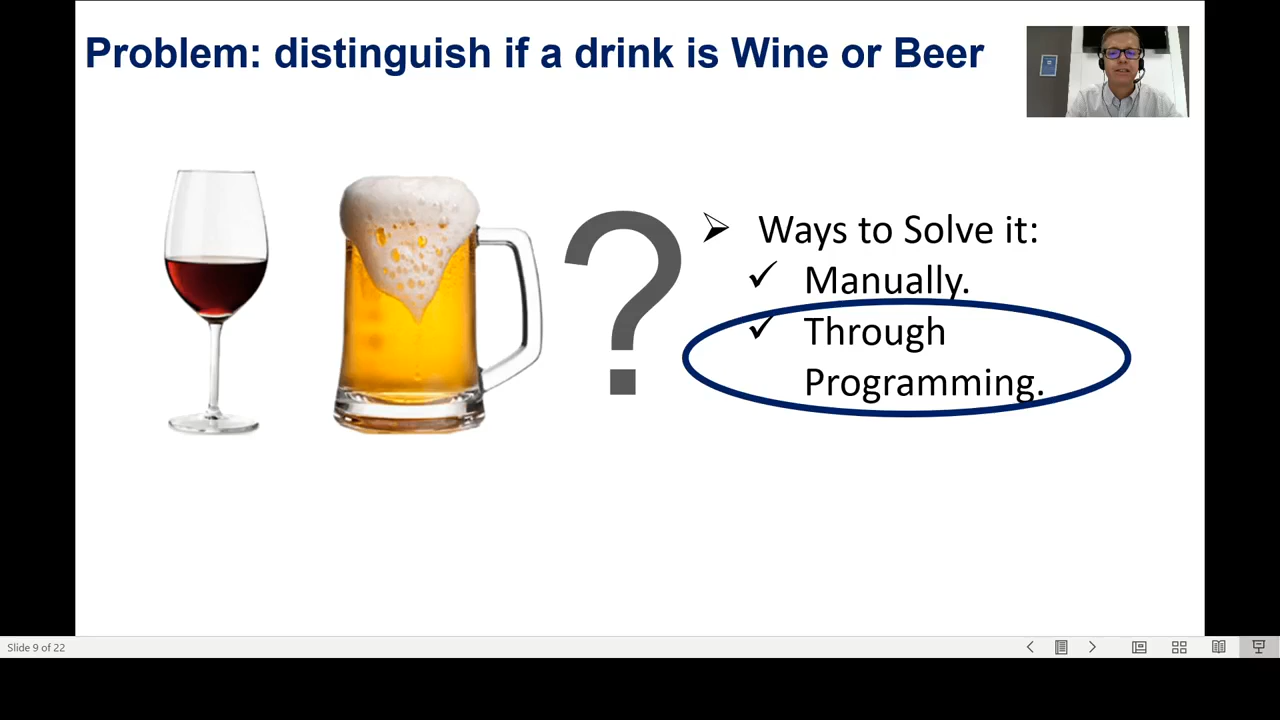 Problem: distinguish if a drink is Wine or Beer
?
➢ Ways to Solve it:
✓ Manually.
✓ Through
Programming.
Slide 9 of 22